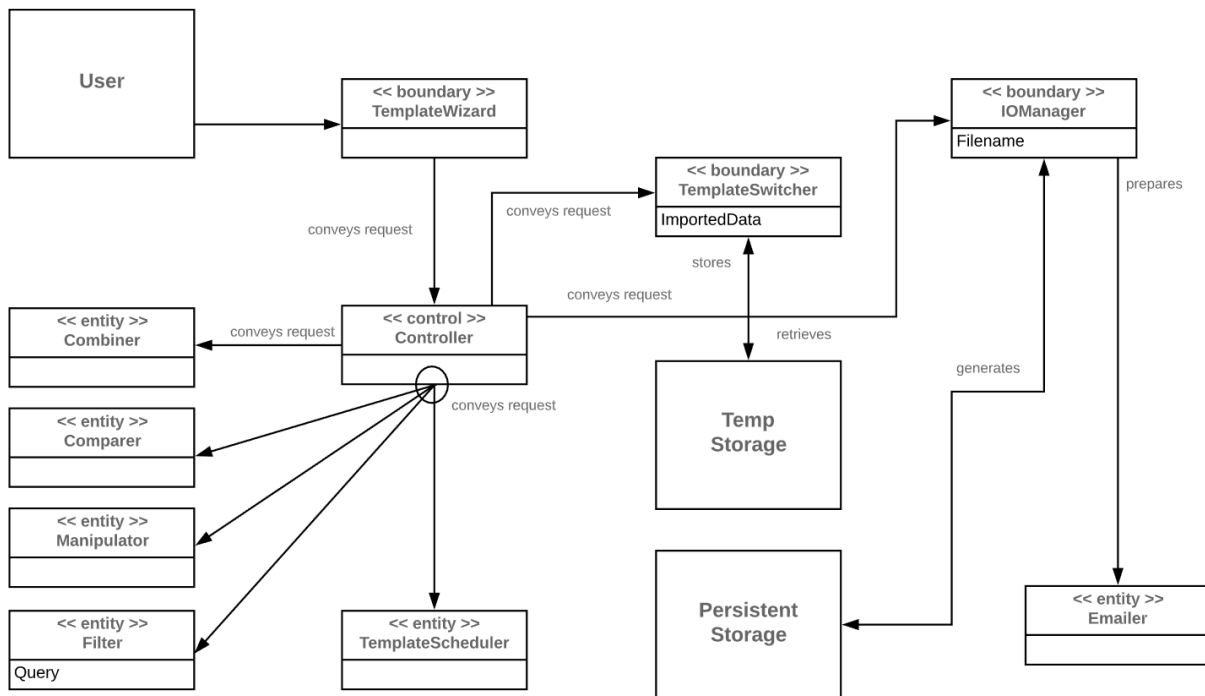 User
<< boundary >>
TemplateWizard
<< boundary >>
IOManager
Filename
<< boundary >>
TemplateSwitcher
ImportedData
prepares
conveys request
conveys request
stores
conveys request
<< entity >>
Combiner
conveys request
<< control >>
Controller
retrieves
generates
conveys request
<< entity >>
Comparer
Temp
Storage
<< entity >>
Manipulator
<< entity >>
Filter
Query
<< entity >>
TemplateScheduler
Persistent
Storage
<< entity >>
Emailer